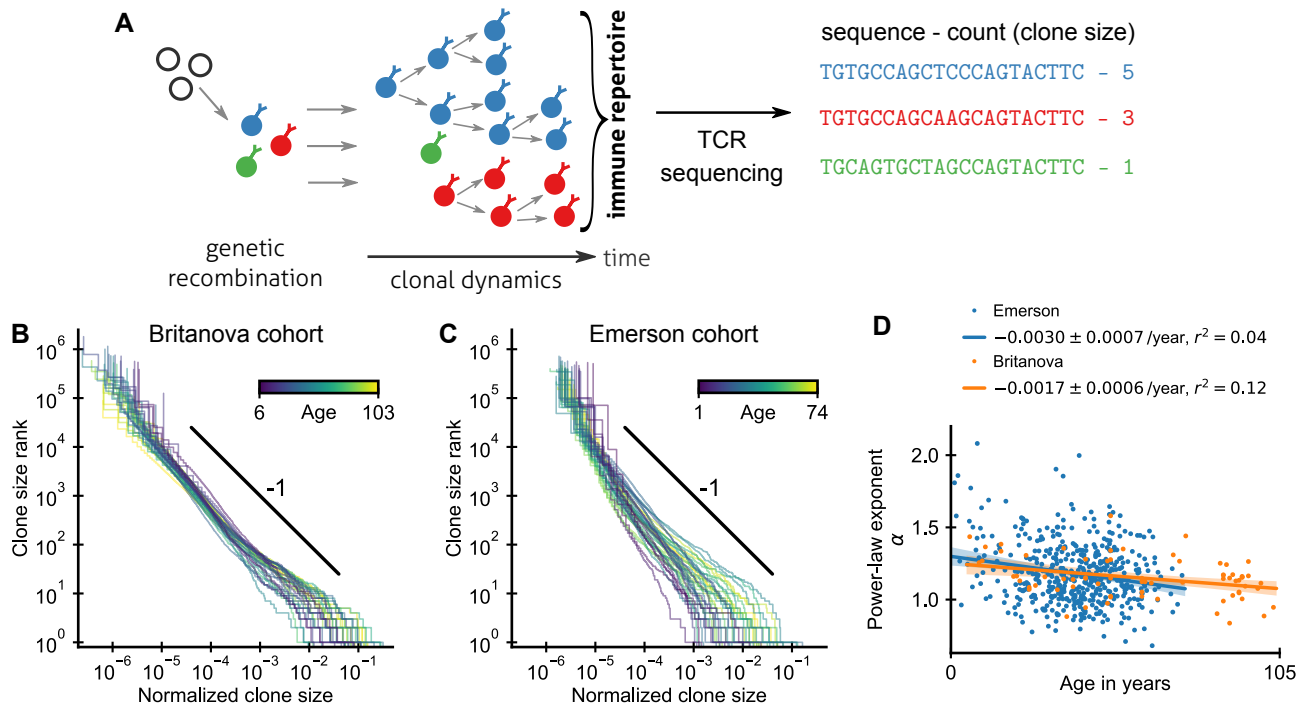 A
sequence - count (clone size)
TGTGCCAGCTCCCAGTACTTC - 5
TGTGCCAGCAAGCAGTACTTC - 3
TGCAGTGCTAGCCAGTACTTC - 1
immune repertoire
TCR
sequencing
genetic
recombination
clonal dynamics
time
B
Britanova cohort
10^6
10^5
10^4
10^3
10^2
10^1
10^0
Clone size rank
6 Age 103
-1
10^-6 10^-5 10^-4 10^-3 10^-2 10^-1
Normalized clone size
C
Emerson cohort
10^6
10^5
10^4
10^3
10^2
10^1
10^0
Clone size rank
1 Age 74
-1
10^-6 10^-5 10^-4 10^-3 10^-2 10^-1
Normalized clone size
D
Emerson
−0.0030 ± 0.0007 /year, r² = 0.04
Britanova
−0.0017 ± 0.0006 /year, r² = 0.12
2.0
1.5
1.0
Power-law exponent
α
0 105
Age in years